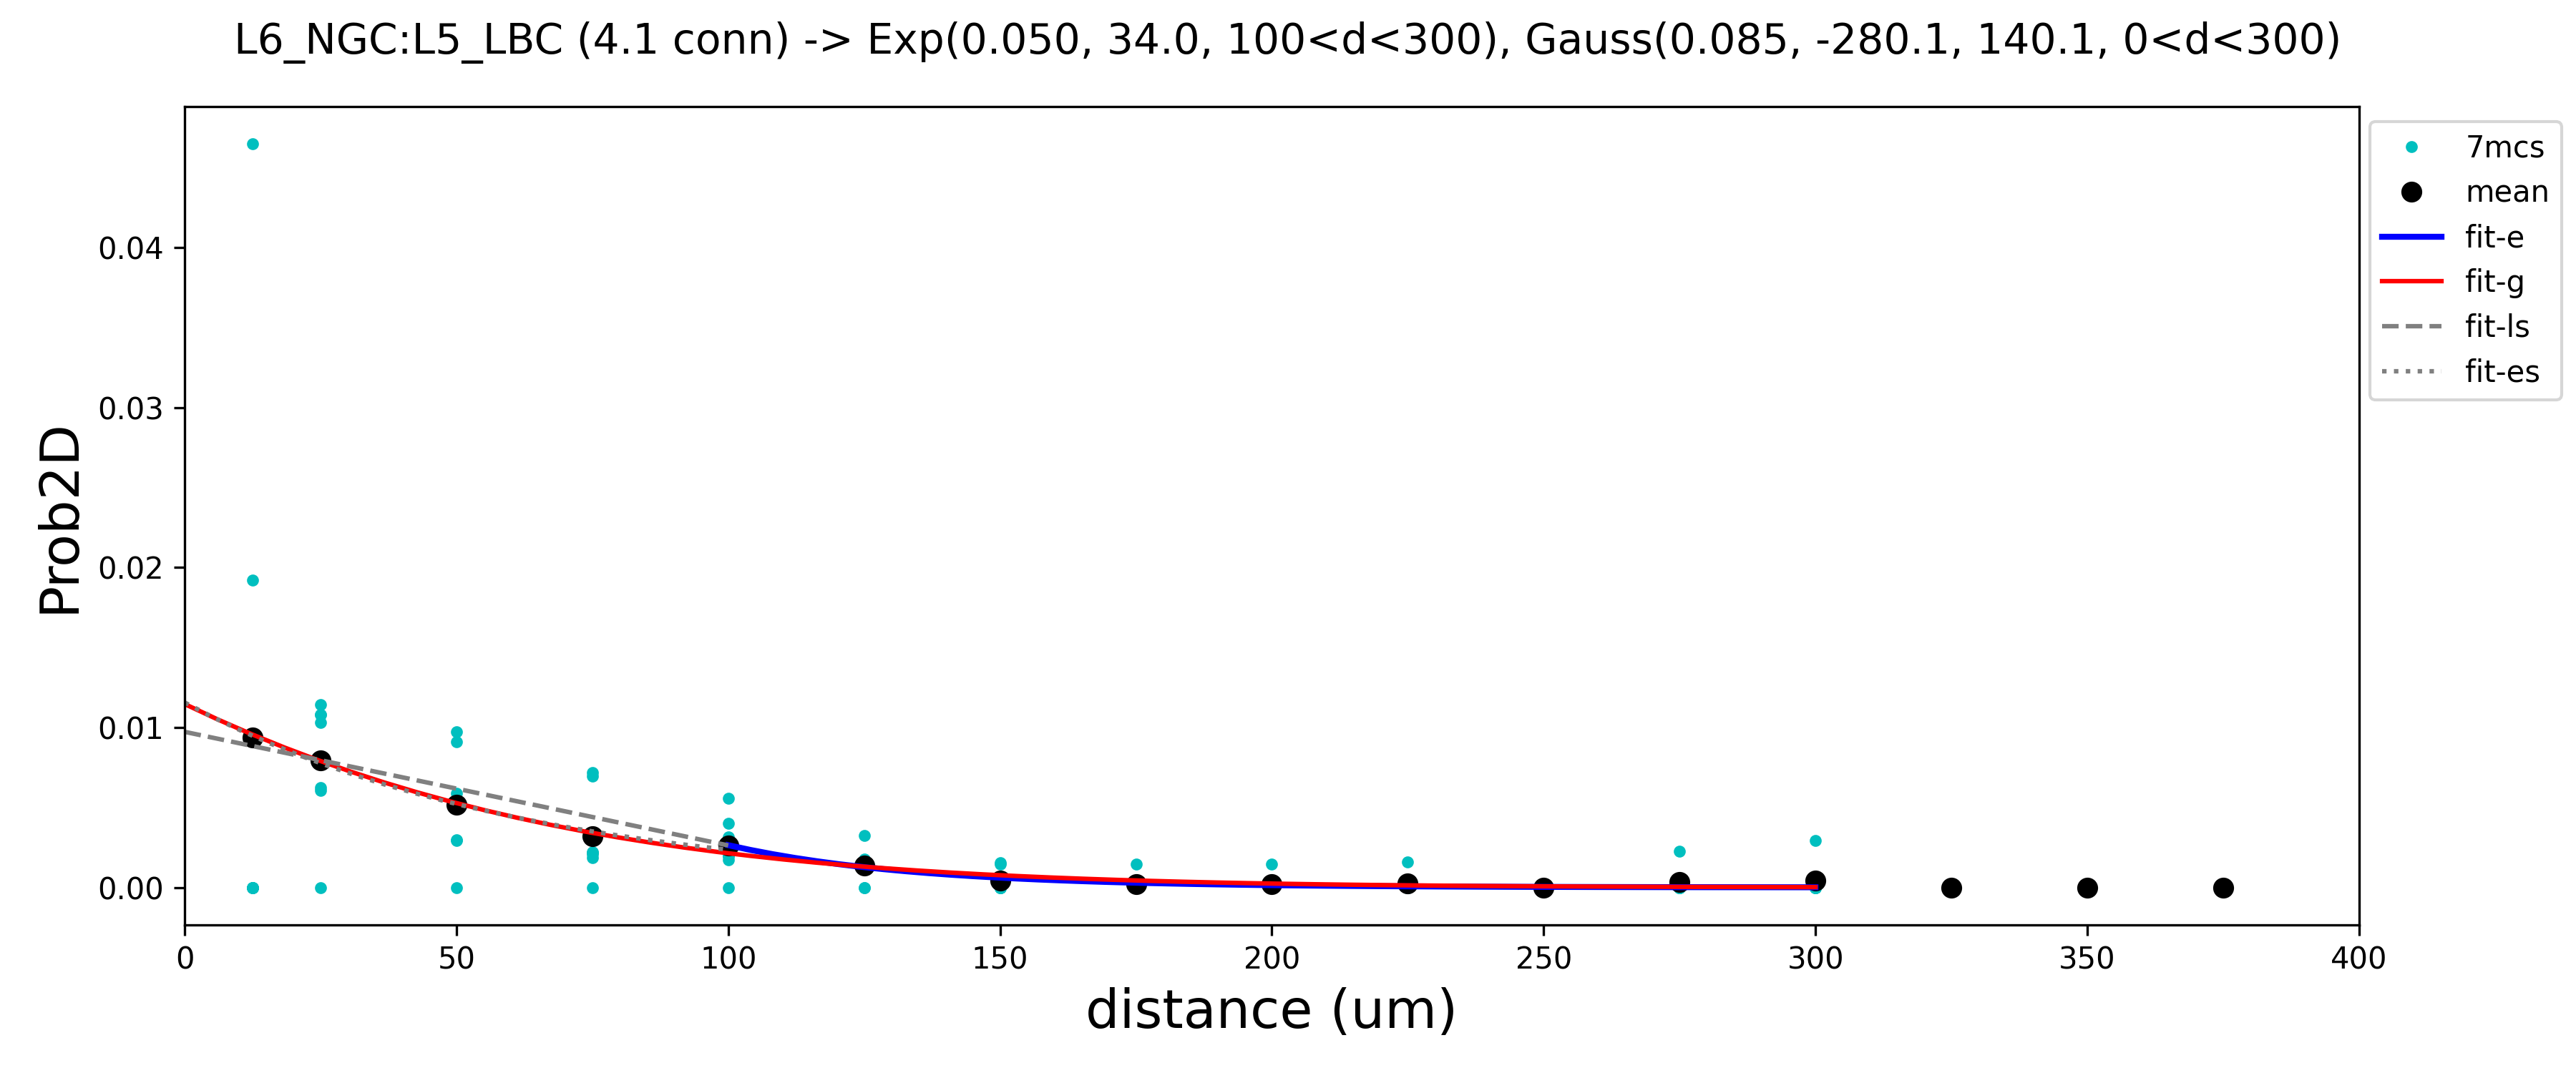 L6_NGC:L5_LBC (4.1 conn) -> Exp(0.050, 34.0, 100<d<300), Gauss(0.085, -280.1, 140.1, 0<d<300)
7mcs
mean
fit-e
fit-g
fit-ls
fit-es
Prob2D
0.04
0.03
0.02
0.01
0.00
0 50 100 150 200 250 300 350 400
distance (um)